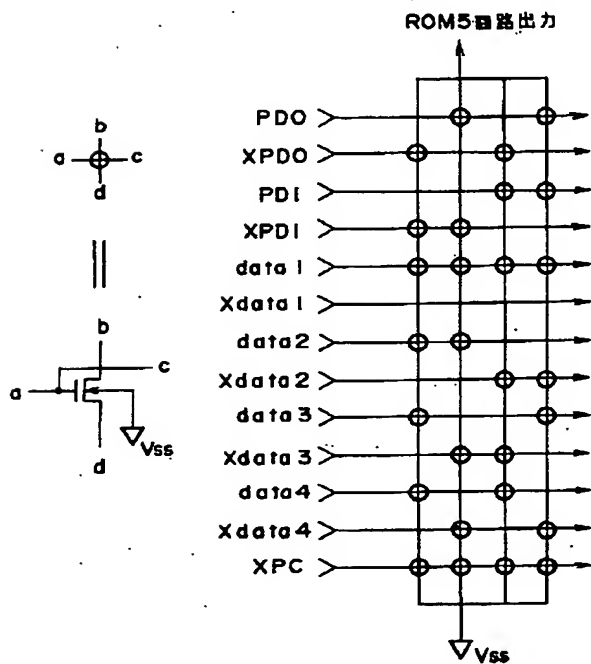 ROM5回路出力
PD0
XPD0
PD1
XPD1
data1
Xdata1
data2
Xdata2
data3
Xdata3
data4
Xdata4
XPC
Vss
b
a c
d
b
c
a
Vss
d